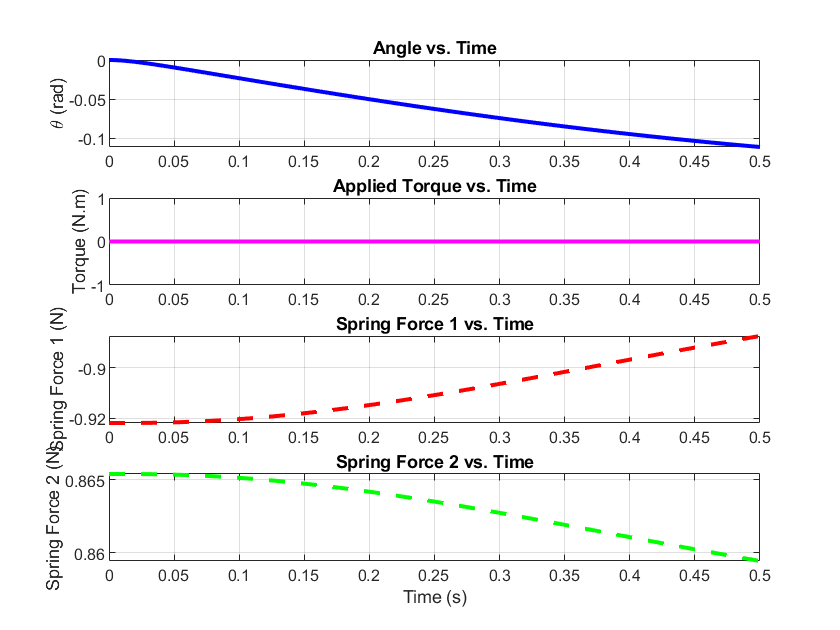 Angle vs. Time
θ (rad)
0
-0.05
-0.1
0 0.05 0.1 0.15 0.2 0.25 0.3 0.35 0.4 0.45 0.5
Applied Torque vs. Time
Torque (N.m)
1
0
-1
0 0.05 0.1 0.15 0.2 0.25 0.3 0.35 0.4 0.45 0.5
Spring Force 1 vs. Time
Spring Force 1 (N)
-0.9
-0.92
0 0.05 0.1 0.15 0.2 0.25 0.3 0.35 0.4 0.45 0.5
Spring Force 2 vs. Time
Spring Force 2 (N)
0.865
0.86
0 0.05 0.1 0.15 0.2 0.25 0.3 0.35 0.4 0.45 0.5
Time (s)